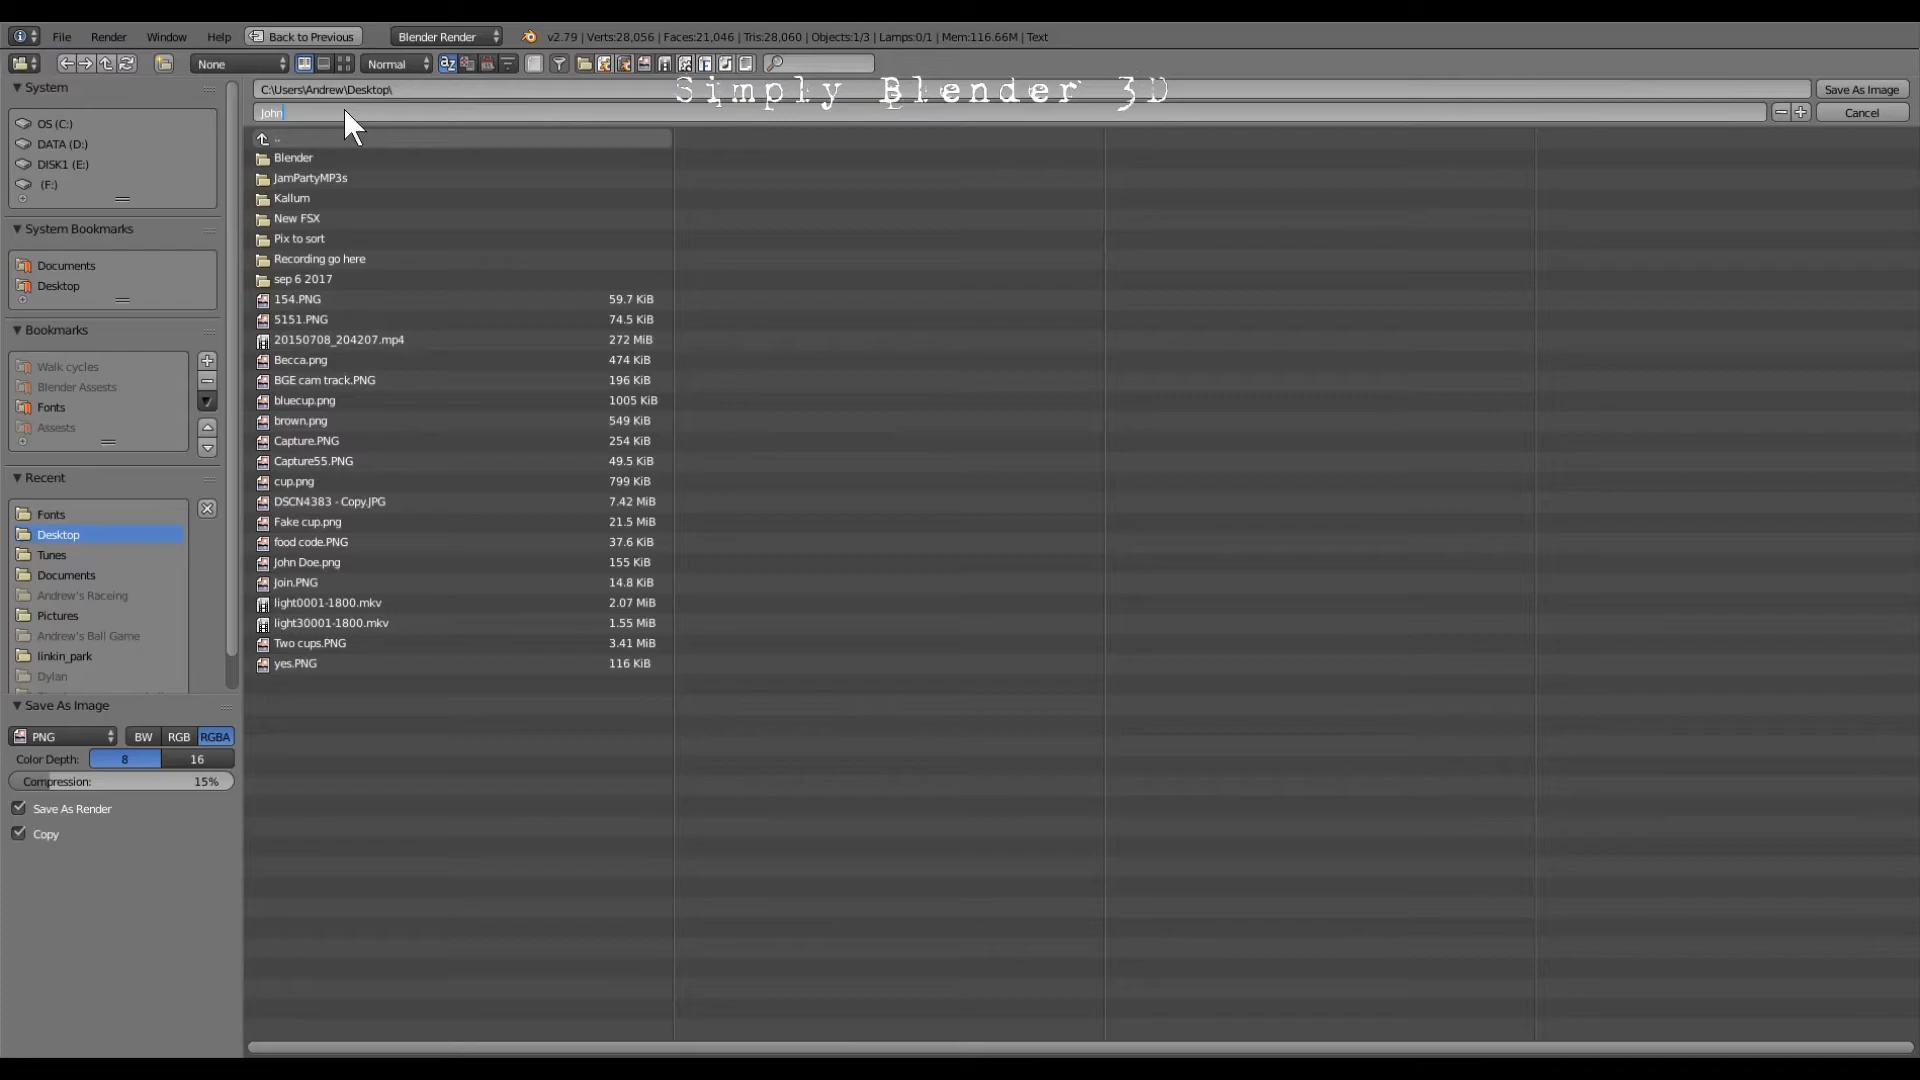 File Render Window Help Back to Previous Blender Render v2.79 | Verts:28,056 | Faces:21,046 | Tris:28,060 | Objects:1/3 | Lamps:0/1 | Mem:116.66M | Text
None Normal
Simply Blender 3D
System
OS (C:)
DATA (D:)
DISK1 (E:)
(F:)
System Bookmarks
Documents
Desktop
Bookmarks
Walk cycles
Blender Assests
Fonts
Assests
Recent
Fonts
Desktop
Tunes
Documents
Andrew's Raceing
Pictures
Andrew's Ball Game
linkin_park
Dylan
Save As Image
PNG BW RGB RGBA
Color Depth: 8 16
Compression: 15%
Save As Render
Copy
C:\Users\Andrew\Desktop\ Save As Image
John Cancel
..
Blender
JamPartyMP3s
Kallum
New FSX
Pix to sort
Recording go here
sep 6 2017
154.PNG 59.7 KiB
5151.PNG 74.5 KiB
20150708_204207.mp4 272 MiB
Becca.png 474 KiB
BGE cam track.PNG 196 KiB
bluecup.png 1005 KiB
brown.png 549 KiB
Capture.PNG 254 KiB
Capture55.PNG 49.5 KiB
cup.png 799 KiB
DSCN4383 - Copy.JPG 7.42 MiB
Fake cup.png 21.5 MiB
food code.PNG 37.6 KiB
John Doe.png 155 KiB
Join.PNG 14.8 KiB
light0001-1800.mkv 2.07 MiB
light30001-1800.mkv 1.55 MiB
Two cups.PNG 3.41 MiB
yes.PNG 116 KiB